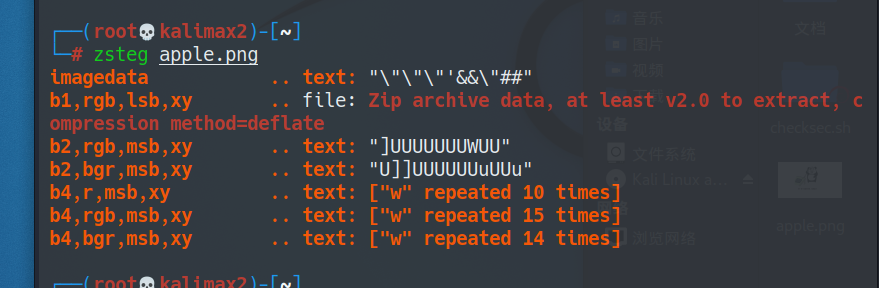 ┌──(root💀kalimax2)-[~]
└─# zsteg apple.png
imagedata           .. text: "\"\"\"\"'&&\"##"
b1,rgb,lsb,xy       .. file: Zip archive data, at least v2.0 to extract, c
ompression method=deflate
b2,rgb,msb,xy       .. text: "]UUUUUUUWUU"
b2,bgr,msb,xy       .. text: "U]]UUUUUUuUUu"
b4,r,msb,xy         .. text: ["w" repeated 10 times]
b4,rgb,msb,xy       .. text: ["w" repeated 15 times]
b4,bgr,msb,xy       .. text: ["w" repeated 14 times]
┌──(root💀kalimax2)-[~]
音乐
图片
视频
设备
文件系统
Kali Linux a...
浏览网络
文档
checksec.sh
apple.png